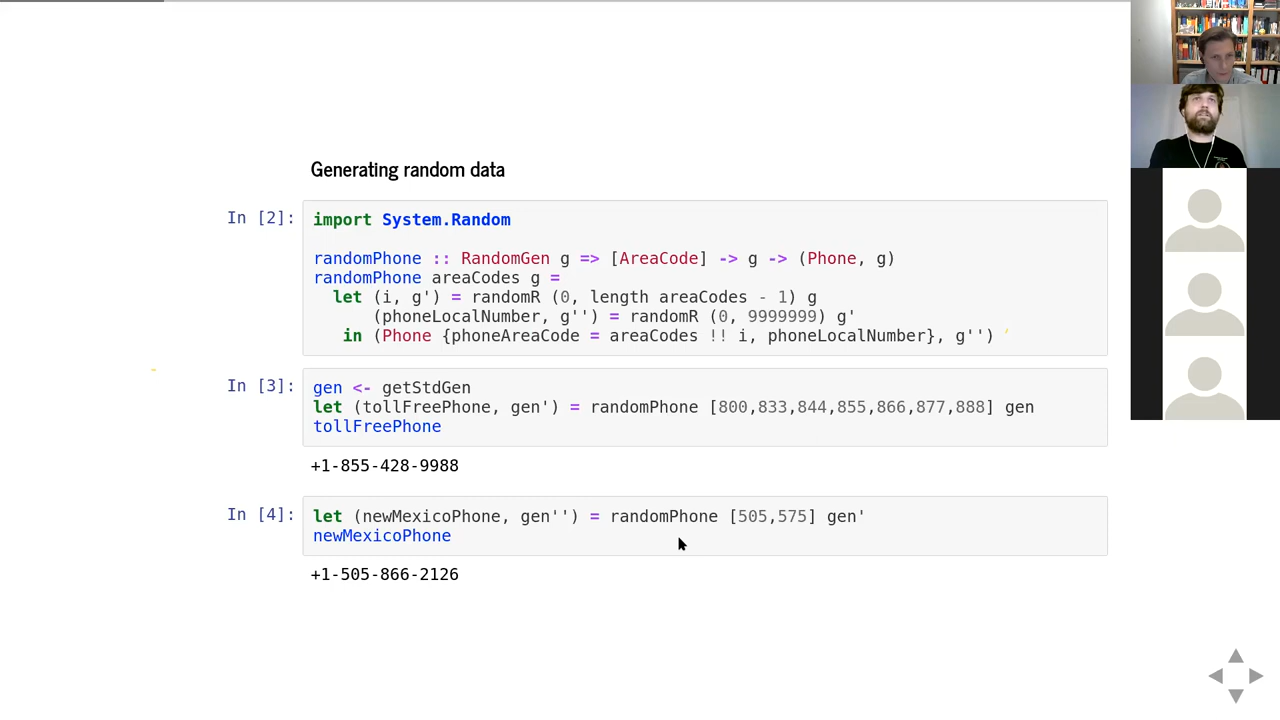 Generating random data
In [2]:
import System.Random
randomPhone :: RandomGen g => [AreaCode] -> g -> (Phone, g)
randomPhone areaCodes g =
let (i, g') = randomR (0, length areaCodes - 1) g
(phoneLocalNumber, g'') = randomR (0, 9999999) g'
in (Phone {phoneAreaCode = areaCodes !! i, phoneLocalNumber}, g'')
In [3]:
gen <- getStdGen
let (tollFreePhone, gen') = randomPhone [800,833,844,855,866,877,888] gen
tollFreePhone
+1-855-428-9988
In [4]:
let (newMexicoPhone, gen'') = randomPhone [505,575] gen'
newMexicoPhone
+1-505-866-2126